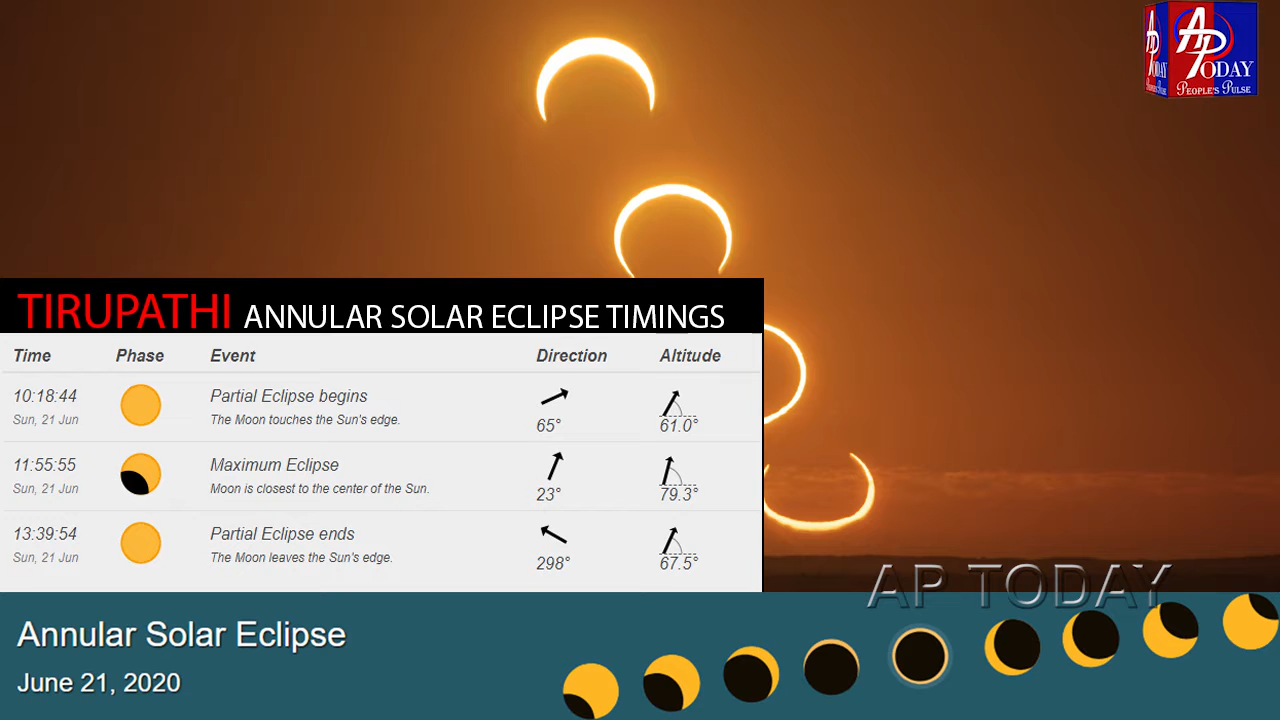 AP TODAY
PEOPLE'S PULSE
TIRUPATHI ANNULAR SOLAR ECLIPSE TIMINGS
Time Phase Event Direction Altitude
10:18:44 Partial Eclipse begins
Sun, 21 Jun The Moon touches the Sun's edge. 65° 61.0°
11:55:55 Maximum Eclipse
Sun, 21 Jun Moon is closest to the center of the Sun. 23° 79.3°
13:39:54 Partial Eclipse ends
Sun, 21 Jun The Moon leaves the Sun's edge. 298° 67.5°
AP TODAY
Annular Solar Eclipse
June 21, 2020